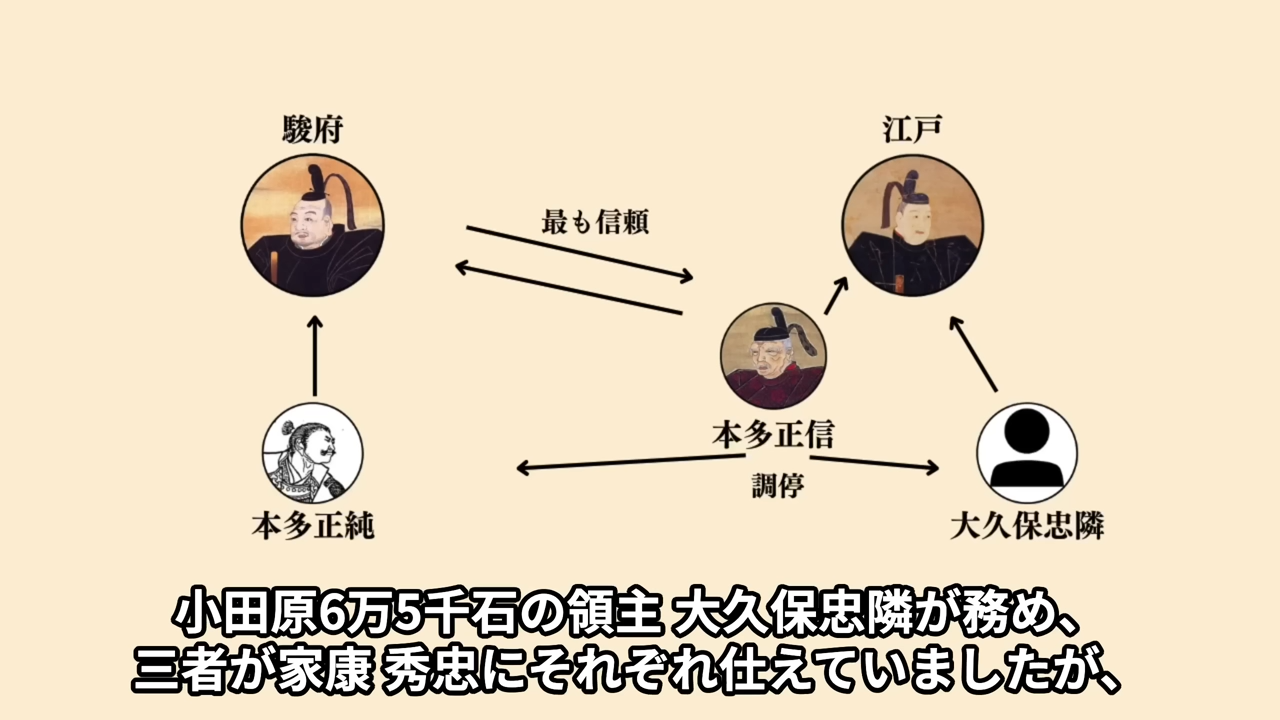 駿府
江戸
最も信頼
本多正信
調停
本多正純
大久保忠隣
小田原6万5千石の領主 大久保忠隣が務め、
三者が家康 秀忠にそれぞれ仕えていましたが、